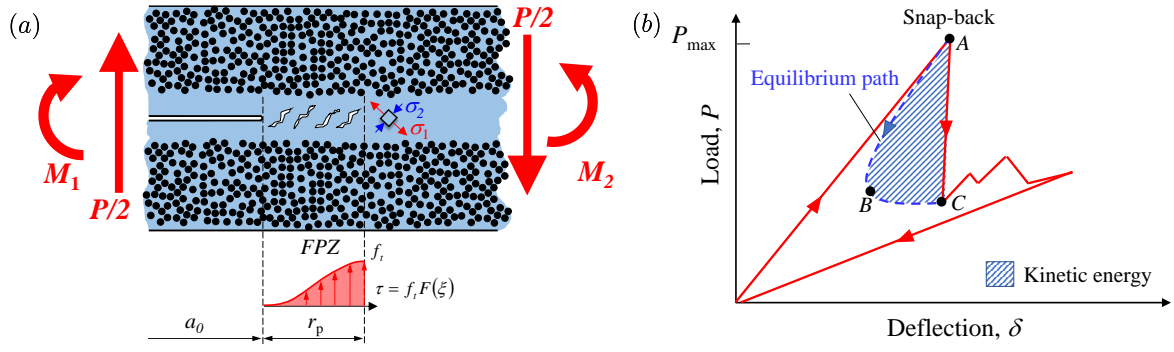 (a)
P/2
P/2
M₁
P/2
M₂
σ₂
σ₁
FPZ
fₜ
τ = fₜF(ξ)
a₀
rₚ
(b)
Snap-back
Pmax
A
Equilibrium path
Load, P
B
C
Kinetic energy
Deflection, δ